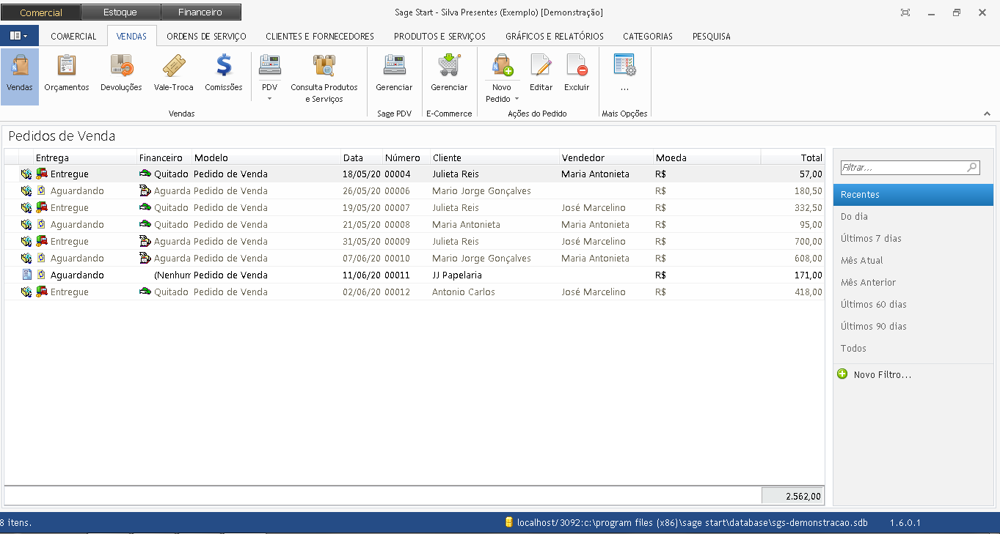 Comercial Estoque Financeiro Sage Start - Silva Presentes (Exemplo) [Demonstração]
COMERCIAL VENDAS ORDENS DE SERVIÇO CLIENTES E FORNECEDORES PRODUTOS E SERVIÇOS GRÁFICOS E RELATÓRIOS CATEGORIAS PESQUISA
Vendas Orçamentos Devoluções Vale-Troca Comissões PDV Consulta Produtos Gerenciar Gerenciar Novo Editar Excluir ...
e Serviços Pedido
Vendas Sage PDV E-Commerce Ações do Pedido Mais Opções
Pedidos de Venda
Entrega Financeiro Modelo Data Número Cliente Vendedor Moeda Total
Entregue Quitado Pedido de Venda 18/05/20 00004 Julieta Reis Maria Antonieta R$ 57,00
Aguardando Aguarda Pedido de Venda 26/05/20 00006 Mario Jorge Gonçalves R$ 180,50
Entregue Quitado Pedido de Venda 19/05/20 00007 Julieta Reis José Marcelino R$ 332,50
Aguardando Quitado Pedido de Venda 21/05/20 00008 Maria Antonieta Maria Antonieta R$ 95,00
Entregue Aguarda Pedido de Venda 31/05/20 00009 Julieta Reis José Marcelino R$ 700,00
Aguardando Aguarda Pedido de Venda 07/06/20 00010 Mario Jorge Gonçalves Maria Antonieta R$ 608,00
Aguardando (Nenhum Pedido de Venda 11/06/20 00011 JJ Papelaria R$ 171,00
Entregue Quitado Pedido de Venda 02/06/20 00012 Antonio Carlos José Marcelino R$ 418,00
2.562,00
Filtrar...
Recentes
Do dia
Últimos 7 dias
Mês Atual
Mês Anterior
Últimos 60 dias
Últimos 90 dias
Todos
Novo Filtro...
8 itens. localhost/3092:c:\program files (x86)\sage start\database\sgs-demonstracao.sdb 1.6.0.1